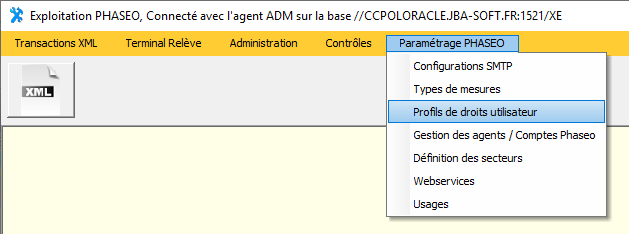 Exploitation PHASEO, Connecté avec l'agent ADM sur la base //CCPOLORACLE.JBA-SOFT.FR:1521/XE
Transactions XML Terminal Relève Administration Contrôles Paramétrage PHASEO
XML
Configurations SMTP
Types de mesures
Profils de droits utilisateur
Gestion des agents / Comptes Phaseo
Définition des secteurs
Webservices
Usages